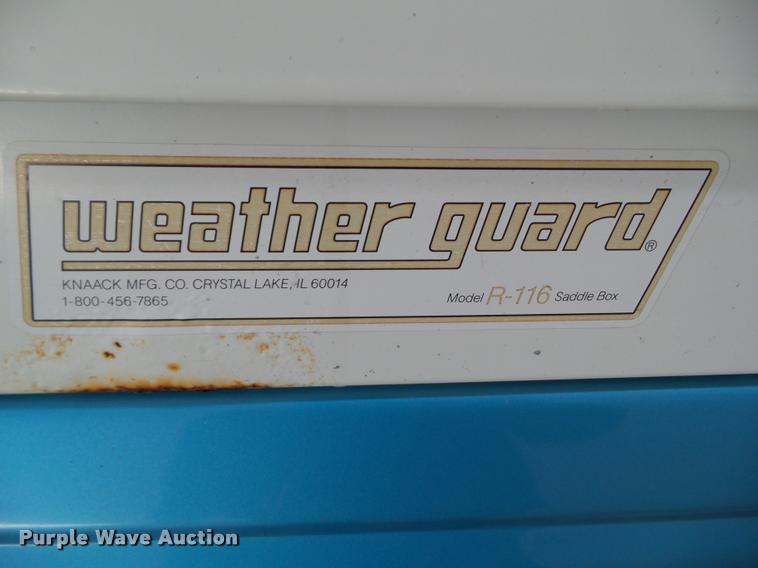 weather guard®
KNAACK MFG. CO. CRYSTAL LAKE, IL 60014
1-800-456-7865
Model R-116 Saddle Box
Purple Wave Auction®